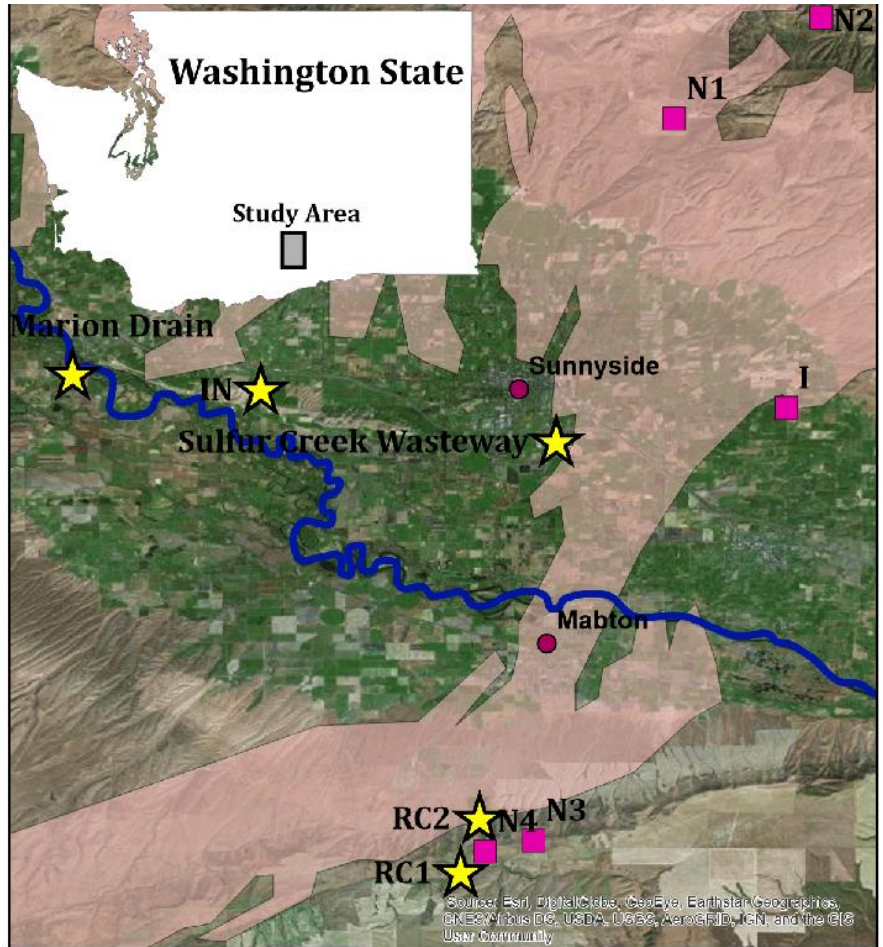 N2
Washington State
N1
Study Area
Marion Drain
Sunnyside
I
IN
Sulfur Creek Wasteway
Mabton
RC2
N4
N3
RC1
Source: Esri, DigitalGlobe, GeoEye, Earthstar Geographics,
CNES/Airbus DS, USDA, USGS, AeroGRID, IGN, and the GIS
User Community